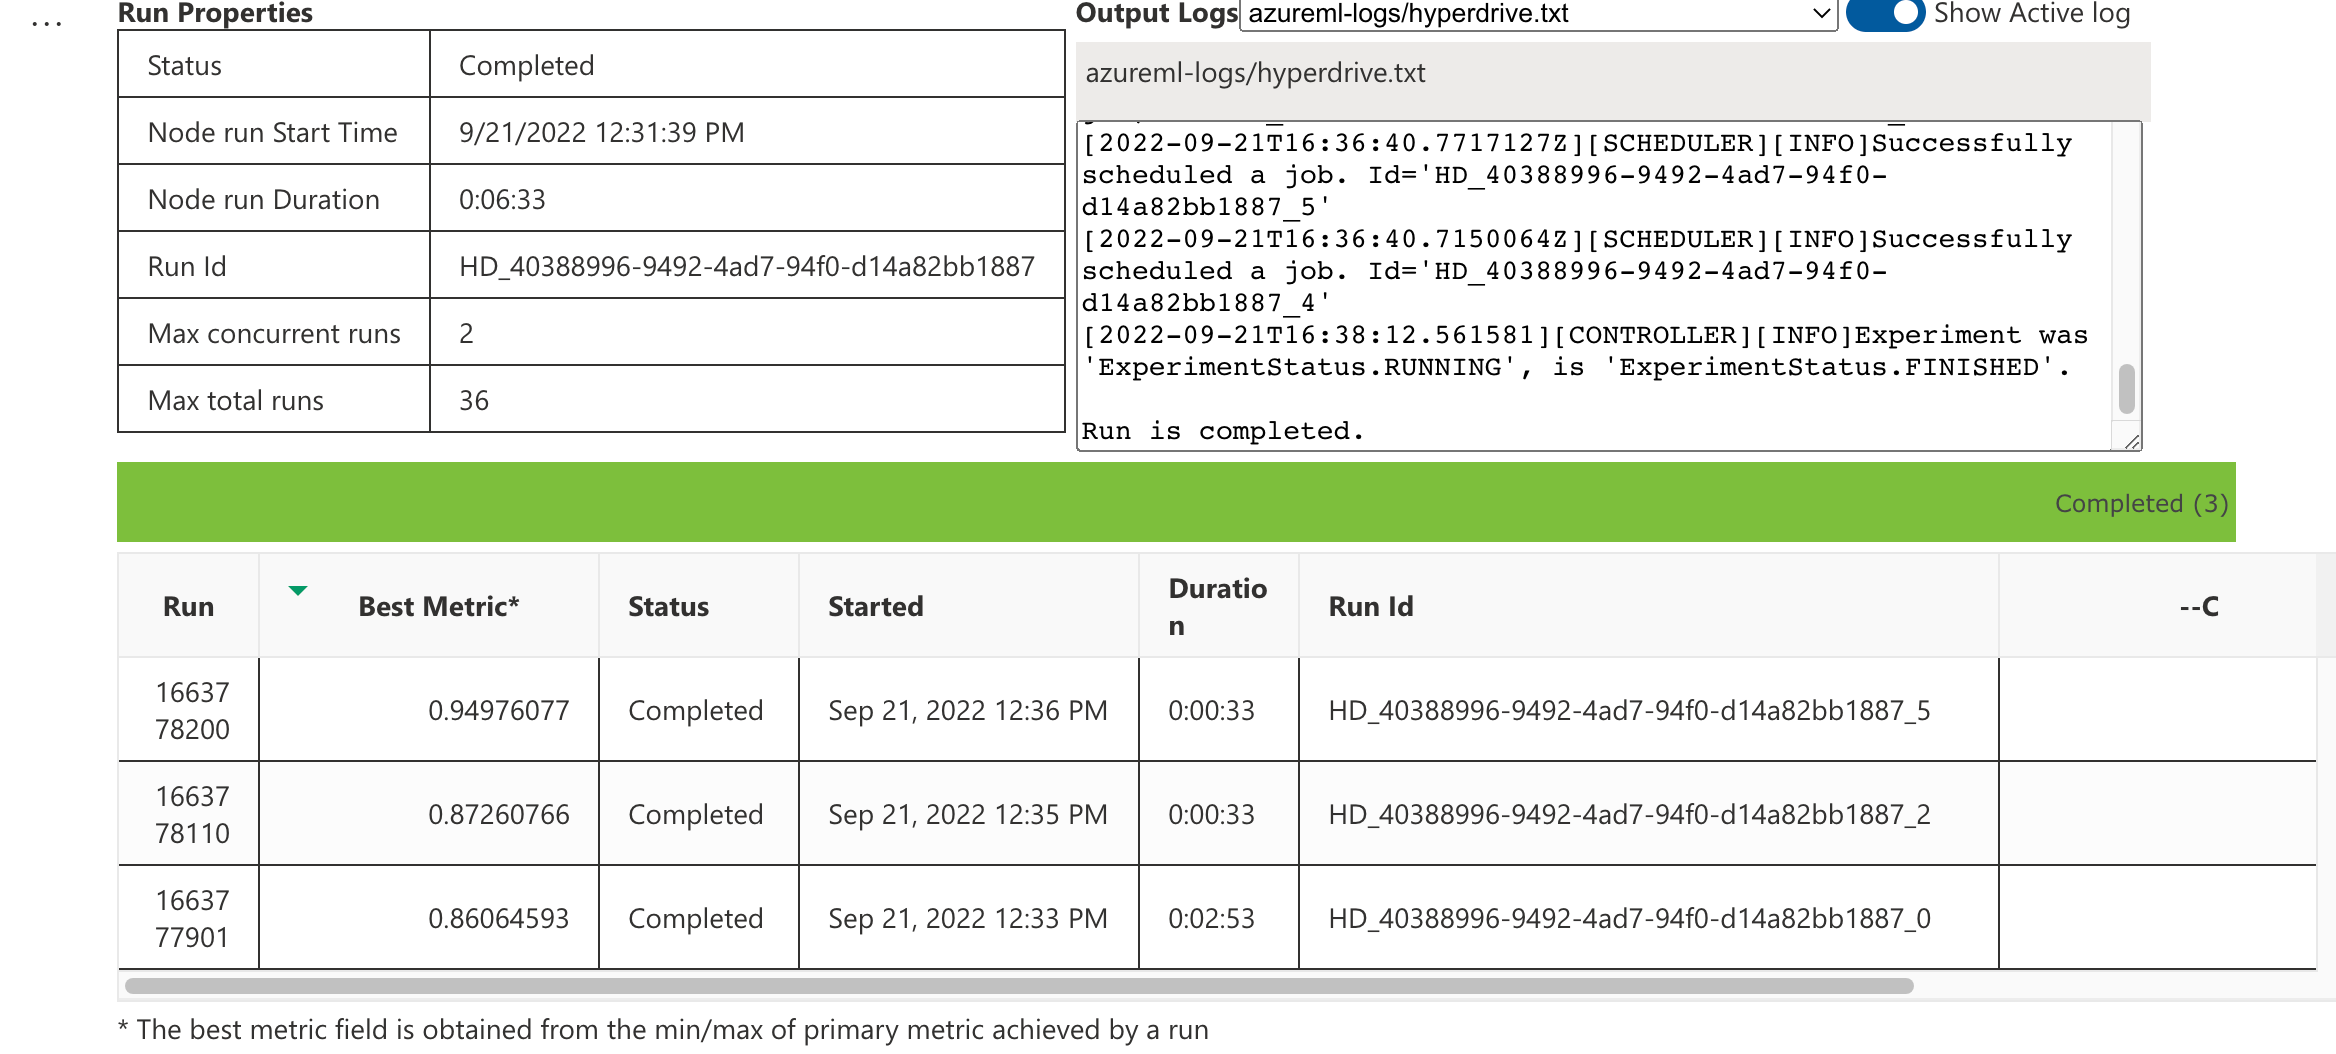 ...
Run Properties
Status Completed
Node run Start Time 9/21/2022 12:31:39 PM
Node run Duration 0:06:33
Run Id HD_40388996-9492-4ad7-94f0-d14a82bb1887
Max concurrent runs 2
Max total runs 36
Output Logs azureml-logs/hyperdrive.txt Show Active log
azureml-logs/hyperdrive.txt
[2022-09-21T16:36:40.7717127Z][SCHEDULER][INFO]Successfully
scheduled a job. Id='HD_40388996-9492-4ad7-94f0-
d14a82bb1887_5'
[2022-09-21T16:36:40.7150064Z][SCHEDULER][INFO]Successfully
scheduled a job. Id='HD_40388996-9492-4ad7-94f0-
d14a82bb1887_4'
[2022-09-21T16:38:12.561581][CONTROLLER][INFO]Experiment was
'ExperimentStatus.RUNNING', is 'ExperimentStatus.FINISHED'.
Run is completed.
Completed (3)
Run Best Metric* Status Started Duratio
n Run Id --C
16637
78200 0.94976077 Completed Sep 21, 2022 12:36 PM 0:00:33 HD_40388996-9492-4ad7-94f0-d14a82bb1887_5
16637
78110 0.87260766 Completed Sep 21, 2022 12:35 PM 0:00:33 HD_40388996-9492-4ad7-94f0-d14a82bb1887_2
16637
77901 0.86064593 Completed Sep 21, 2022 12:33 PM 0:02:53 HD_40388996-9492-4ad7-94f0-d14a82bb1887_0
* The best metric field is obtained from the min/max of primary metric achieved by a run